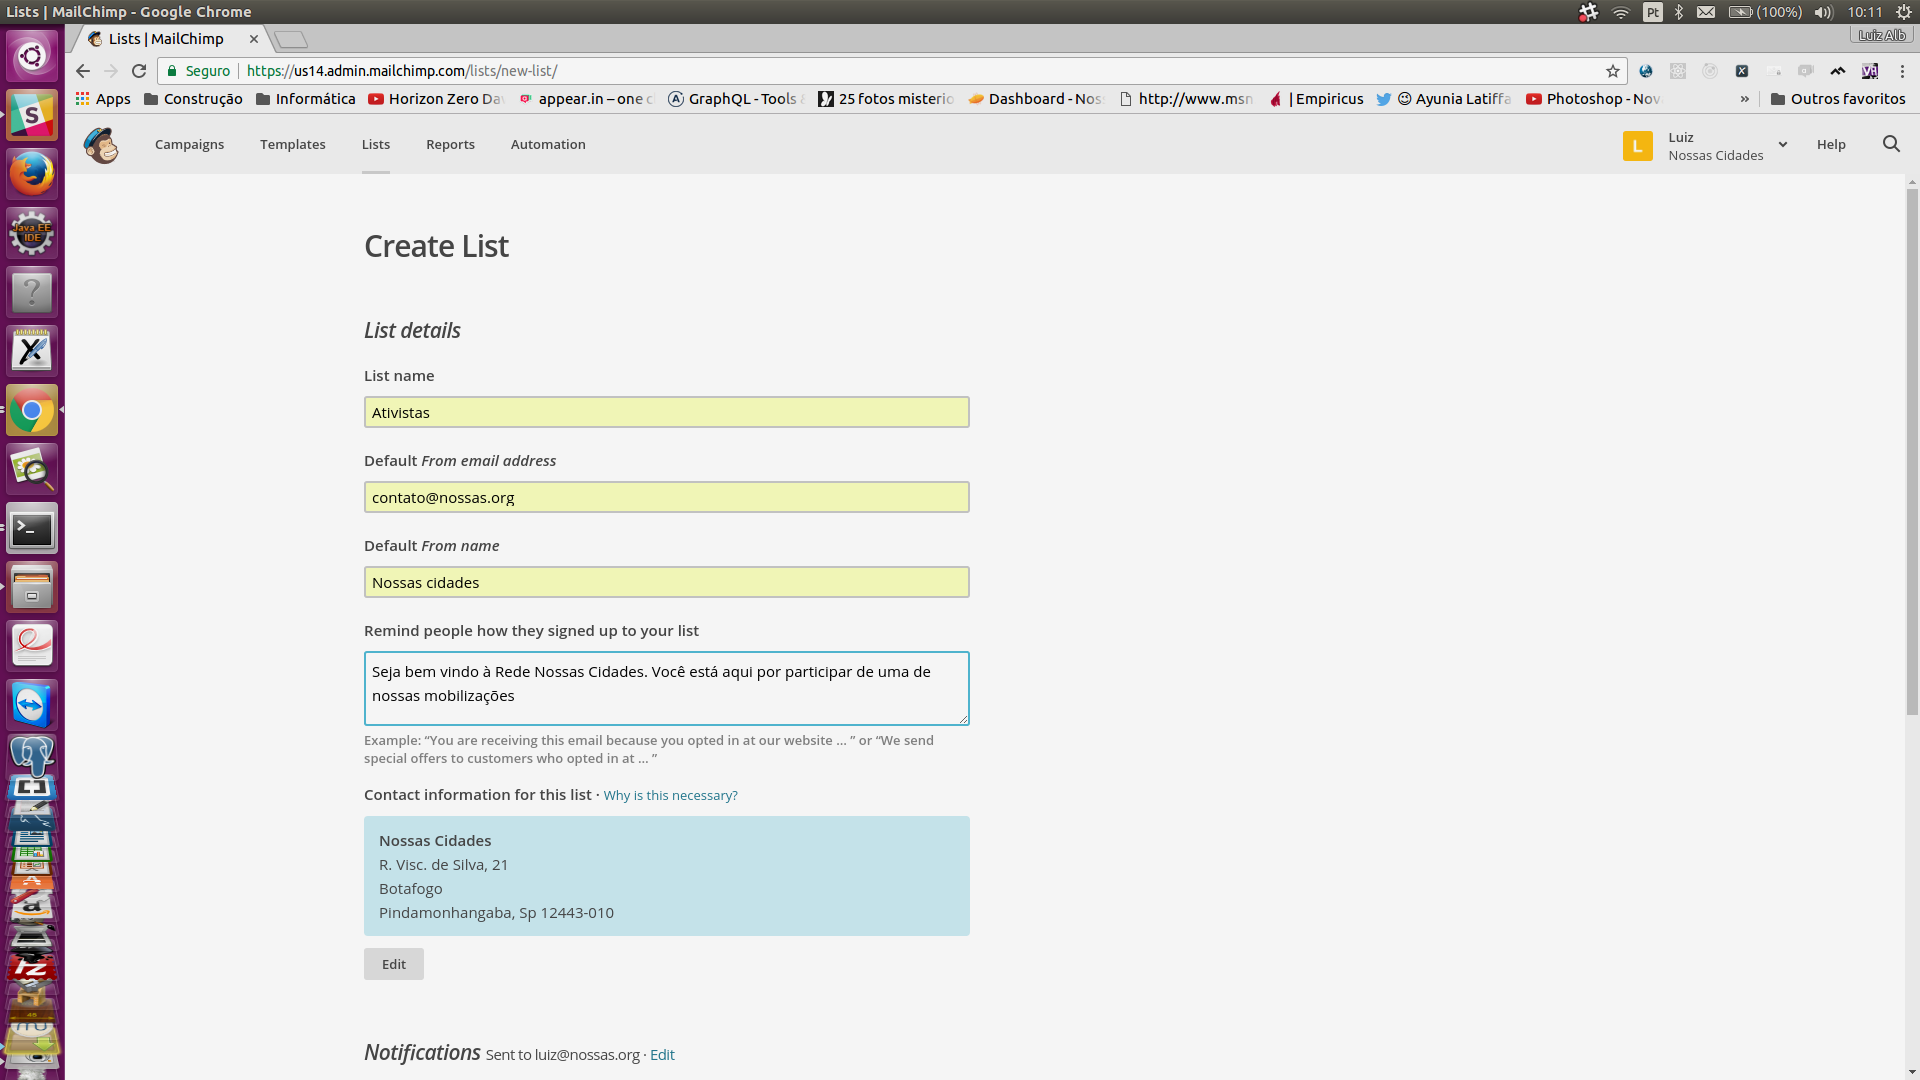 Lists | MailChimp - Google Chrome
Pt
(100%)
10:11
Lists | MailChimp
Luiz Alb
Seguro
https://us14.admin.mailchimp.com/lists/new-list/
Apps
Construção
Informática
Horizon Zero Da
appear.in – one c
GraphQL - Tools
25 fotos misterio
Dashboard - Nos
http://www.msn
| Empiricus
Ayunia Latiffa
Photoshop - Nov
»
Outros favoritos
Campaigns
Templates
Lists
Reports
Automation
L
Luiz
Nossas Cidades
Help
Create List
List details
List name
Ativistas
Default From email address
contato@nossas.org
Default From name
Nossas cidades
Remind people how they signed up to your list
Seja bem vindo à Rede Nossas Cidades. Você está aqui por participar de uma de
nossas mobilizações
Example: “You are receiving this email because you opted in at our website ... ” or “We send
special offers to customers who opted in at ... ”
Contact information for this list · Why is this necessary?
Nossas Cidades
R. Visc. de Silva, 21
Botafogo
Pindamonhangaba, Sp 12443-010
Edit
Notifications Sent to luiz@nossas.org · Edit
Java EE
IDE